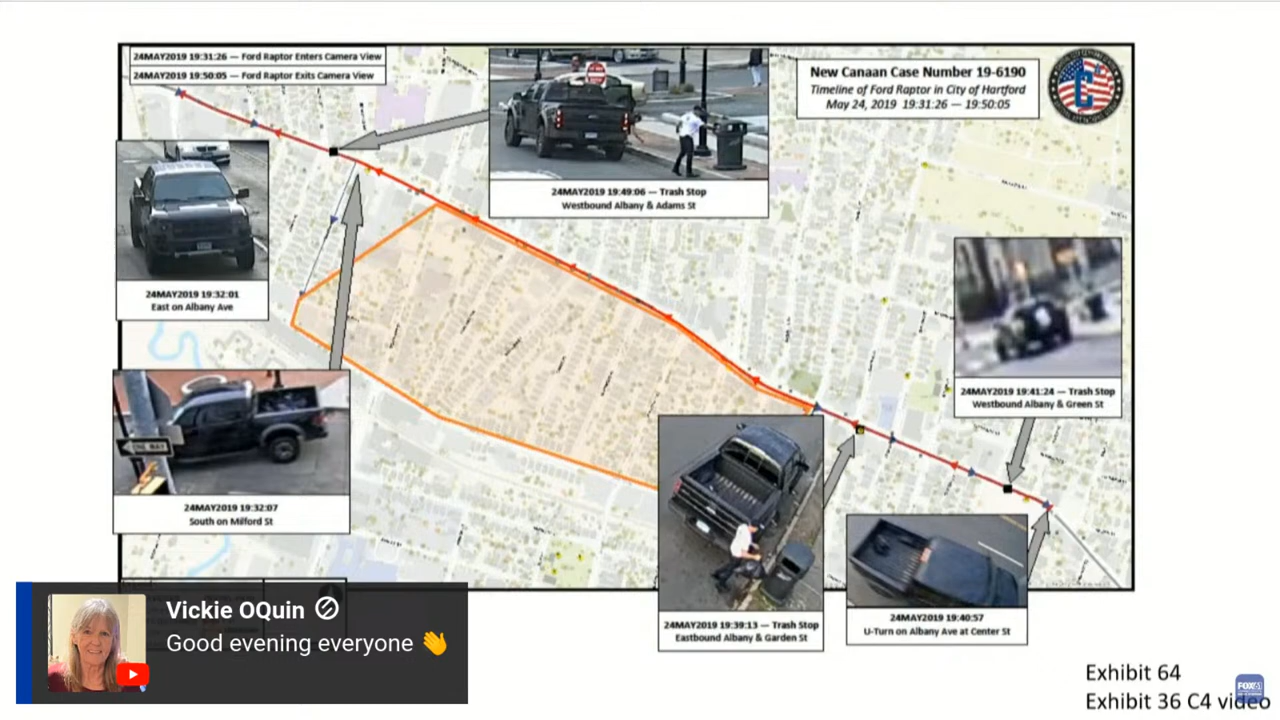 24MAY2019 19:31:26 — Ford Raptor Enters Camera View
24MAY2019 19:50:05 — Ford Raptor Exits Camera View
New Canaan Case Number 19-6190
Timeline of Ford Raptor in City of Hartford
May 24, 2019 19:31:26 — 19:50:05
24MAY2019 19:49:06 — Trash Stop
Westbound Albany & Adams St
24MAY2019 19:32:01
East on Albany Ave
24MAY2019 19:41:24 — Trash Stop
Westbound Albany & Green St
ONE WAY
24MAY2019 19:32:07
South on Milford St
24MAY2019 19:39:13 — Trash Stop
Eastbound Albany & Garden St
24MAY2019 19:40:57
U-Turn on Albany Ave at Center St
Vickie OQuin
Good evening everyone 👋
Exhibit 64
Exhibit 36 C4 video
FOX61